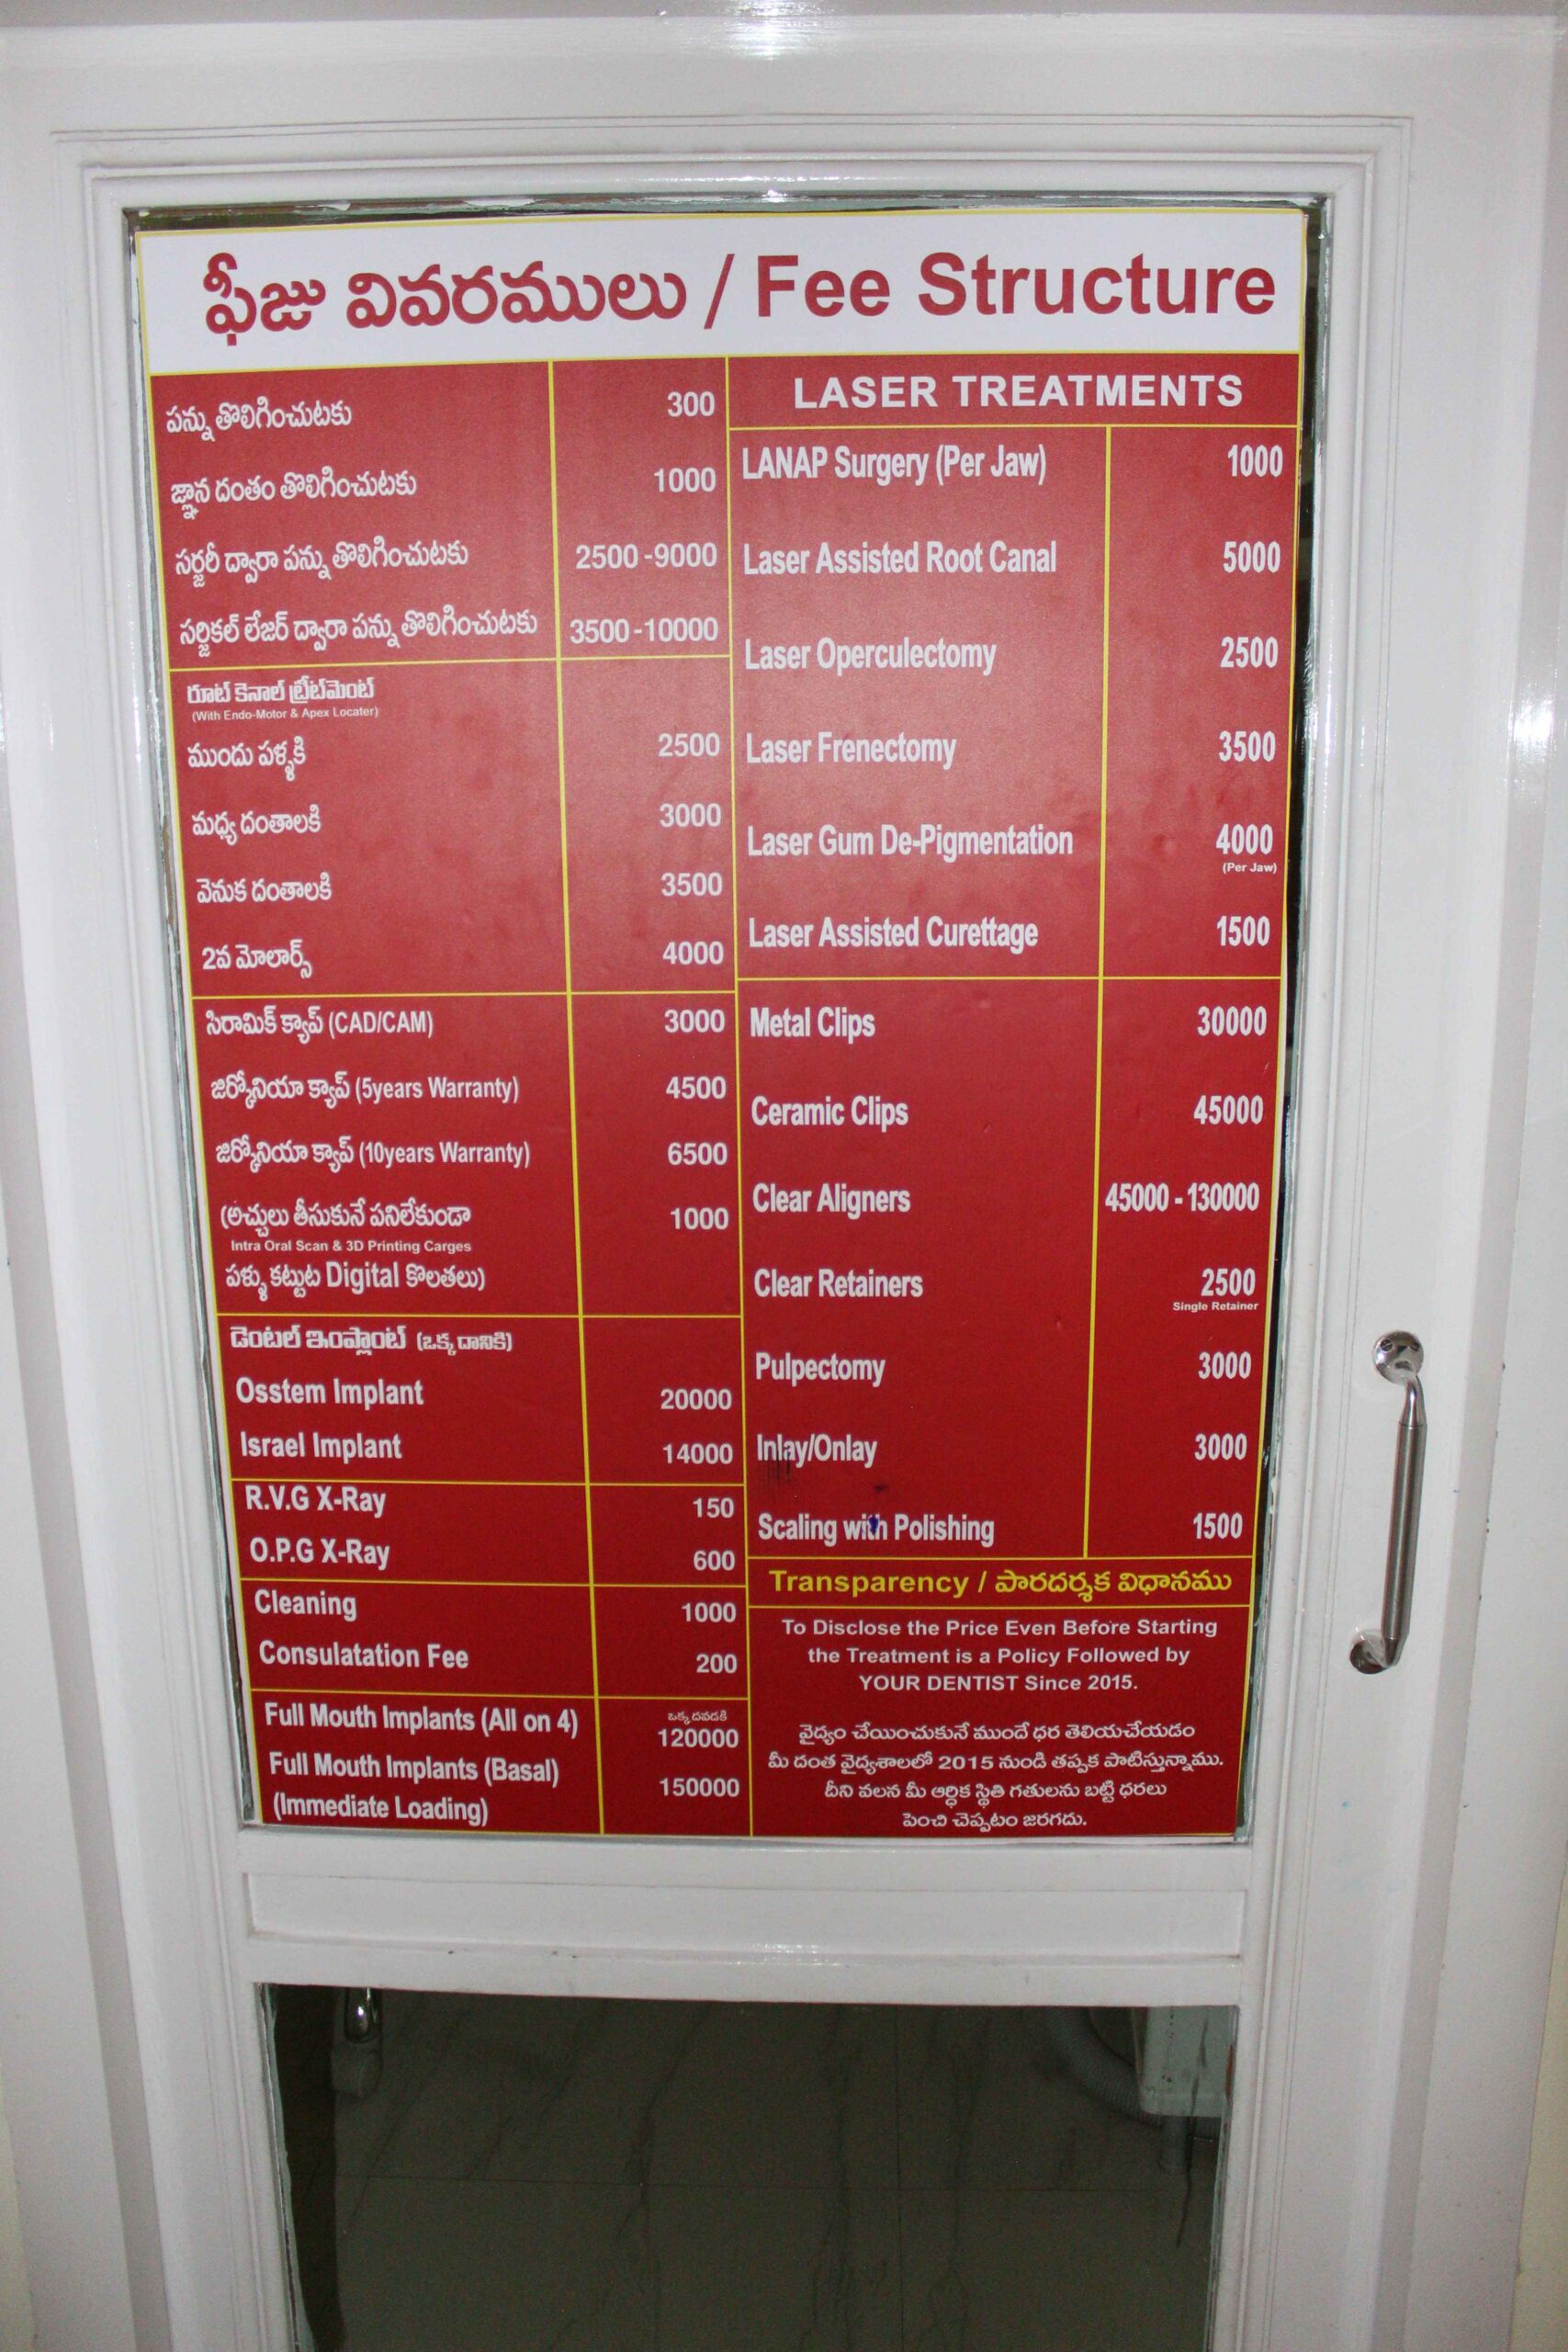 ఫీజు వివరములు / Fee Structure
పన్ను తొలిగించుటకు 300
జ్ఞాన దంతం తొలిగించుటకు 1000
సర్జరీ ద్వారా పన్ను తొలిగించుటకు 2500 -9000
సర్జికల్ లేజర్ ద్వారా పన్ను తొలిగించుటకు 3500 -10000
రూట్ కెనాల్ ట్రీట్‌మెంట్
(With Endo-Motor & Apex Locater)
ముందు పళ్ళకి 2500
మధ్య దంతాలకి 3000
వెనుక దంతాలకి 3500
2వ మోలార్స్ 4000
సిరామిక్ క్యాప్ (CAD/CAM) 3000
జిర్కోనియా క్యాప్ (5years Warranty) 4500
జిర్కోనియా క్యాప్ (10years Warranty) 6500
(అచ్చులు తీసుకునే పనిలేకుండా 1000
Intra Oral Scan & 3D Printing Carges
పళ్ళు కట్టుట Digital కొలతలు)
డెంటల్ ఇంప్లాంట్ (ఒక్క దానికి)
Osstem Implant 20000
Israel Implant 14000
R.V.G X-Ray 150
O.P.G X-Ray 600
Cleaning 1000
Consulatation Fee 200
ఒక్క దవడకి
Full Mouth Implants (All on 4) 120000
Full Mouth Implants (Basal) 150000
(Immediate Loading)
LASER TREATMENTS
LANAP Surgery (Per Jaw) 1000
Laser Assisted Root Canal 5000
Laser Operculectomy 2500
Laser Frenectomy 3500
Laser Gum De-Pigmentation 4000
(Per Jaw)
Laser Assisted Curettage 1500
Metal Clips 30000
Ceramic Clips 45000
Clear Aligners 45000 - 130000
Clear Retainers 2500
Single Retainer
Pulpectomy 3000
Inlay/Onlay 3000
Scaling with Polishing 1500
Transparency / పారదర్శక విధానము
To Disclose the Price Even Before Starting
the Treatment is a Policy Followed by
YOUR DENTIST Since 2015.
వైద్యం చేయించుకునే ముందే ధర తెలియచేయడం
మీ దంత వైద్యశాలలో 2015 నుండి తప్పక పాటిస్తున్నాము.
దీని వలన మీ ఆర్ధిక స్థితి గతులను బట్టి ధరలు
పెంచి చెప్పటం జరగదు.